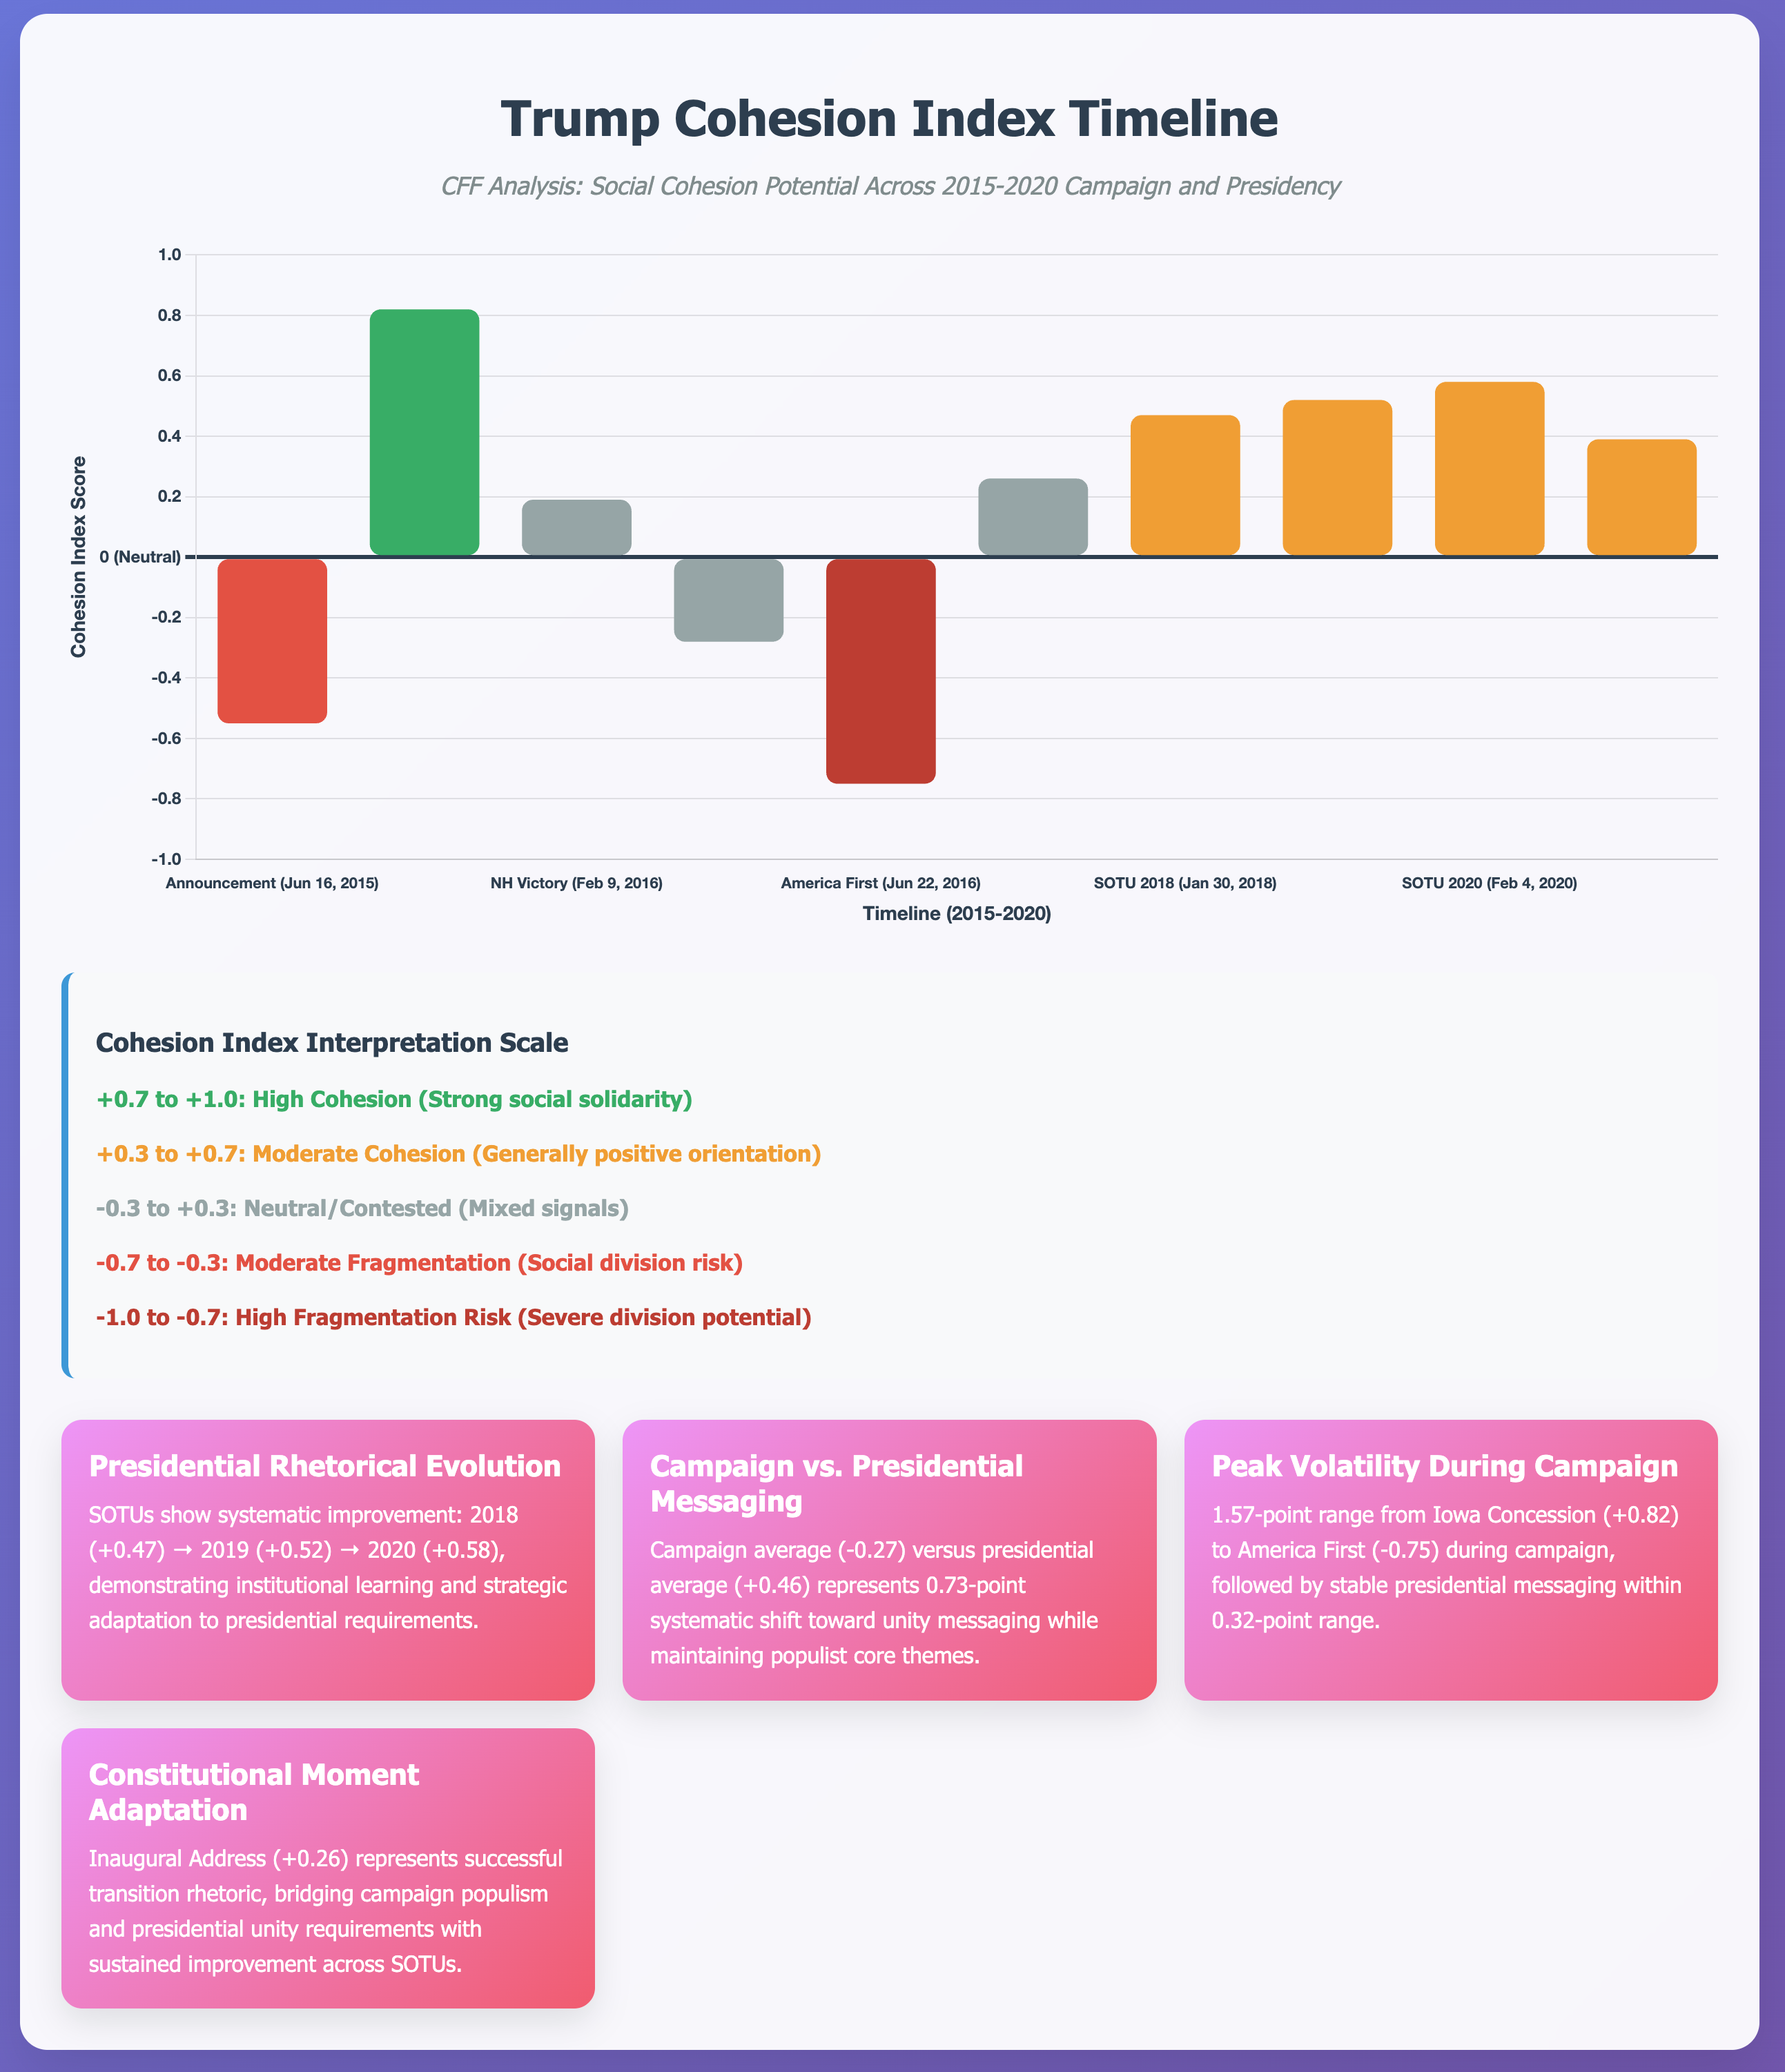 Trump Cohesion Index Timeline
CFF Analysis: Social Cohesion Potential Across 2015-2020 Campaign and Presidency
Cohesion Index Score
1.0
0.8
0.6
0.4
0.2
0 (Neutral)
-0.2
-0.4
-0.6
-0.8
-1.0
Announcement (Jun 16, 2015)
NH Victory (Feb 9, 2016)
America First (Jun 22, 2016)
SOTU 2018 (Jan 30, 2018)
SOTU 2020 (Feb 4, 2020)
Timeline (2015-2020)
Cohesion Index Interpretation Scale
+0.7 to +1.0: High Cohesion (Strong social solidarity)
+0.3 to +0.7: Moderate Cohesion (Generally positive orientation)
-0.3 to +0.3: Neutral/Contested (Mixed signals)
-0.7 to -0.3: Moderate Fragmentation (Social division risk)
-1.0 to -0.7: High Fragmentation Risk (Severe division potential)
Presidential Rhetorical Evolution
SOTUs show systematic improvement: 2018
(+0.47) → 2019 (+0.52) → 2020 (+0.58),
demonstrating institutional learning and strategic
adaptation to presidential requirements.
Campaign vs. Presidential
Messaging
Campaign average (-0.27) versus presidential
average (+0.46) represents 0.73-point
systematic shift toward unity messaging while
maintaining populist core themes.
Peak Volatility During Campaign
1.57-point range from Iowa Concession (+0.82)
to America First (-0.75) during campaign,
followed by stable presidential messaging within
0.32-point range.
Constitutional Moment
Adaptation
Inaugural Address (+0.26) represents successful
transition rhetoric, bridging campaign populism
and presidential unity requirements with
sustained improvement across SOTUs.